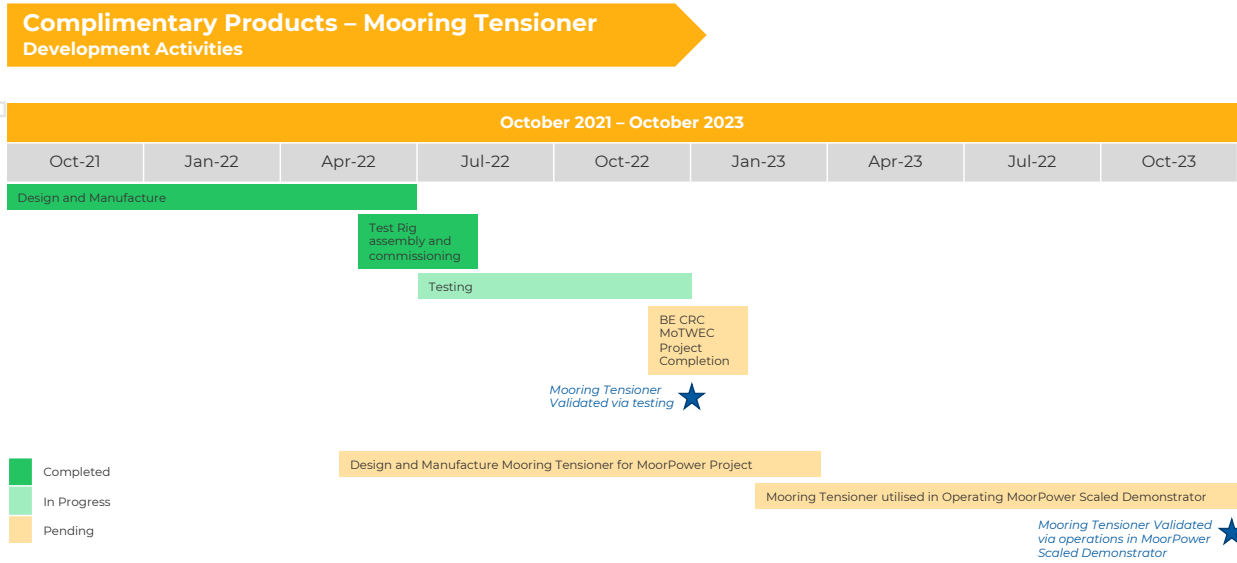 Complimentary Products – Mooring Tensioner
Development Activities
October 2021 – October 2023
Oct-21 Jan-22 Apr-22 Jul-22 Oct-22 Jan-23 Apr-23 Jul-22 Oct-23
Design and Manufacture
Test Rig
assembly and
commissioning
Testing
BE CRC
MoTWEC
Project
Completion
Mooring Tensioner
Validated via testing
Completed
In Progress
Pending
Design and Manufacture Mooring Tensioner for MoorPower Project
Mooring Tensioner utilised in Operating MoorPower Scaled Demonstrator
Mooring Tensioner Validated
via operations in MoorPower
Scaled Demonstrator